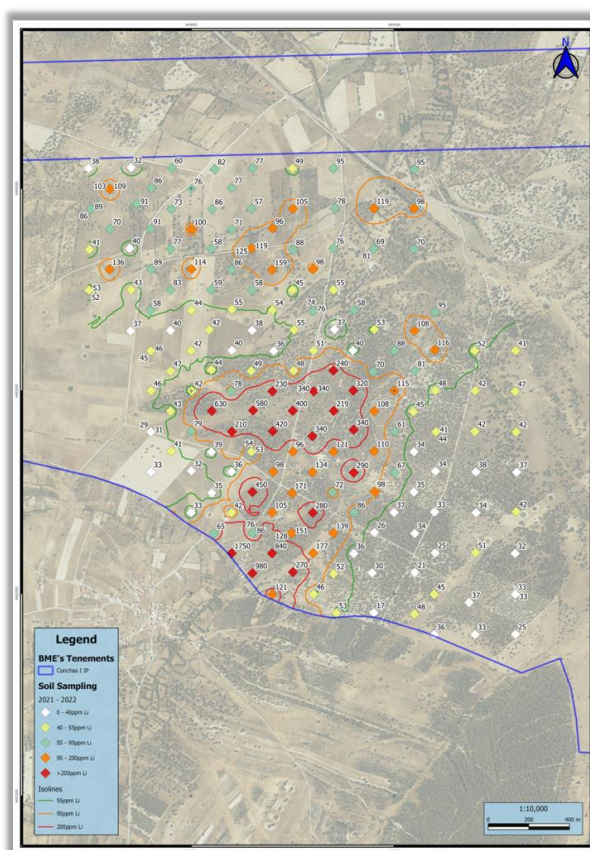 N
38 32 60 82 77 49 95 95
103 109 86 76 77
89 91 73 86 57 105 78 119 98
86
70 100 71 96
41 40 77 58 125 119 88 76 69 70
81
136 89 114 86 159 98
53 43 83 59 45 55
52
58 44 55 54 74 76 58 95
37 40 42 38 55 37 53 108
46 42 40 36 51 40 88 116 52 41
45
47 44 49 48 240 70 81
46 42 78 230 340 340 320 115 48 42 47
43 630 580 400 219 108 45
79
29 31 210 420 340 340 61 41 42 42
44
41 39 54 53 96 121 110 34
33 32 36 98 134 290 67 34 38 37
35 450 171 72 98 37
33 42 105 280 86 33 34 42
65 76 86 128 151 139 26 34
1750 840 177 36 25 51 32
980 270 52 30 21
121 46 45 33
33
37
53 17 48
36 33 25
Legend
BME's Tenements
Conchas I IP
Soil Sampling
2021 - 2022
0 - 40ppm Li
40 - 55ppm Li
55 - 95ppm Li
95 - 200ppm Li
>200ppm Li
Isolines
55ppm Li
95ppm Li
200ppm Li
1:10,000
0 200 400 m